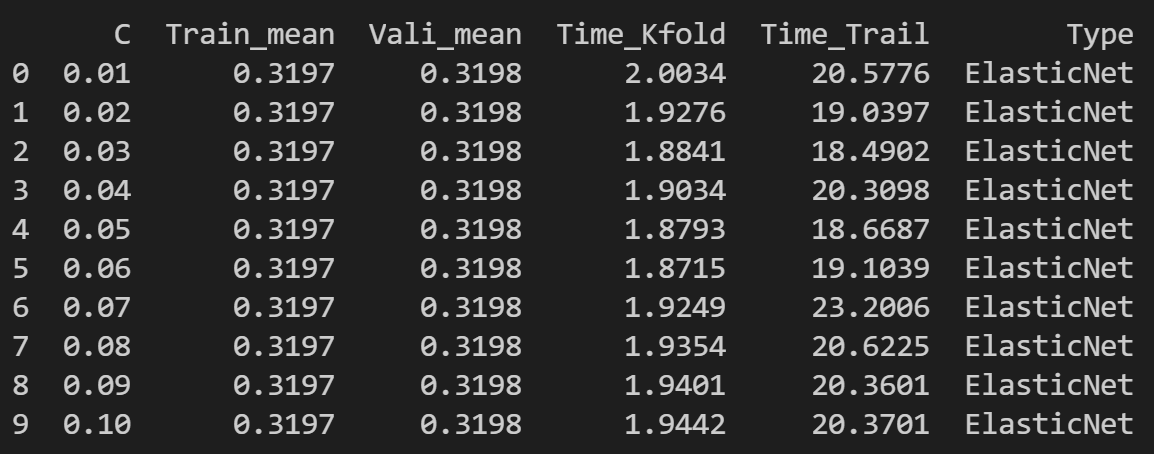 C Train_mean Vali_mean Time_Kfold Time_Trail Type
0 0.01 0.3197 0.3198 2.0034 20.5776 ElasticNet
1 0.02 0.3197 0.3198 1.9276 19.0397 ElasticNet
2 0.03 0.3197 0.3198 1.8841 18.4902 ElasticNet
3 0.04 0.3197 0.3198 1.9034 20.3098 ElasticNet
4 0.05 0.3197 0.3198 1.8793 18.6687 ElasticNet
5 0.06 0.3197 0.3198 1.8715 19.1039 ElasticNet
6 0.07 0.3197 0.3198 1.9249 23.2006 ElasticNet
7 0.08 0.3197 0.3198 1.9354 20.6225 ElasticNet
8 0.09 0.3197 0.3198 1.9401 20.3601 ElasticNet
9 0.10 0.3197 0.3198 1.9442 20.3701 ElasticNet